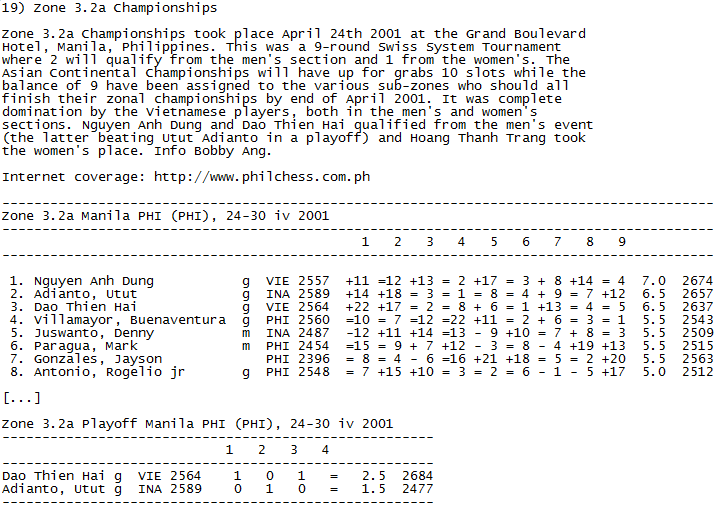 19) Zone 3.2a Championships

Zone 3.2a Championships took place April 24th 2001 at the Grand Boulevard
Hotel, Manila, Philippines. This was a 9-round Swiss System Tournament
where 2 will qualify from the men's section and 1 from the women's. The
Asian Continental Championships will have up for grabs 10 slots while the
balance of 9 have been assigned to the various sub-zones who should all
finish their zonal championships by end of April 2001. It was complete
domination by the Vietnamese players, both in the men's and women's
sections. Nguyen Anh Dung and Dao Thien Hai qualified from the men's event
(the latter beating Utut Adianto in a playoff) and Hoang Thanh Trang took
the women's place. Info Bobby Ang.

Internet coverage: http://www.philchess.com.ph

-----------------------------------------------------------------------------------------
Zone 3.2a Manila PHI (PHI), 24-30 iv 2001
-----------------------------------------------------------------------------------------
                                             1   2   3   4   5   6   7   8   9
-----------------------------------------------------------------------------------------
 1. Nguyen Anh Dung           g  VIE 2557  +11 =12 +13 = 2 +17 = 3 + 8 +14 = 4  7.0  2674
 2. Adianto, Utut             g  INA 2589  +14 +18 = 3 = 1 = 8 = 4 + 9 = 7 +12  6.5  2657
 3. Dao Thien Hai             g  VIE 2564  +22 +17 = 2 = 8 + 6 = 1 +13 = 4 = 5  6.5  2637
 4. Villamayor, Buenaventura  g  PHI 2560  =10 = 7 =12 =22 +11 = 2 + 6 = 3 = 1  5.5  2543
 5. Juswanto, Denny           m  INA 2487  -12 +11 +14 =13 - 9 +10 = 7 + 8 = 3  5.5  2509
 6. Paragua, Mark             m  PHI 2454  =15 = 9 + 7 +12 - 3 = 8 - 4 +19 +13  5.5  2515
 7. Gonzales, Jayson             PHI 2396  = 8 = 4 - 6 =16 +21 +18 = 5 = 2 +20  5.5  2563
 8. Antonio, Rogelio jr       g  PHI 2548  = 7 +15 +10 = 3 = 2 = 6 - 1 - 5 +17  5.0  2512

[...]

Zone 3.2a Playoff Manila PHI (PHI), 24-30 iv 2001
------------------------------------------------------
                            1   2   3   4
------------------------------------------------------
Dao Thien Hai g  VIE 2564    1   0   1   =   2.5  2684
Adianto, Utut g  INA 2589    0   1   0   =   1.5  2477
------------------------------------------------------